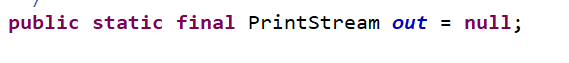 public static final PrintStream out = null;